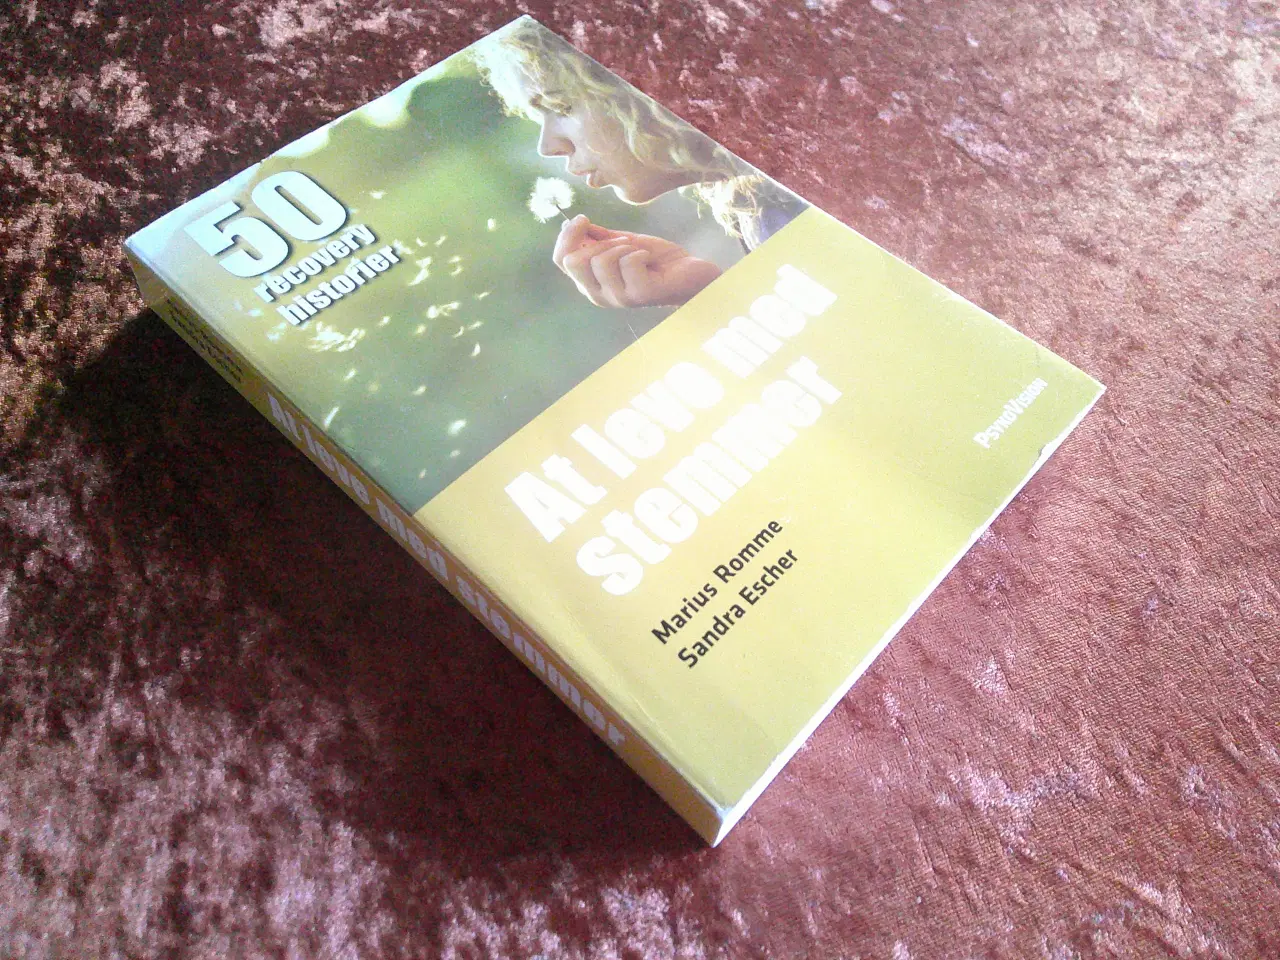 50
recovery
historier
At leve med
stemmer
Marius Romme
Sandra Escher
PsykoVision
At leve med stemmer